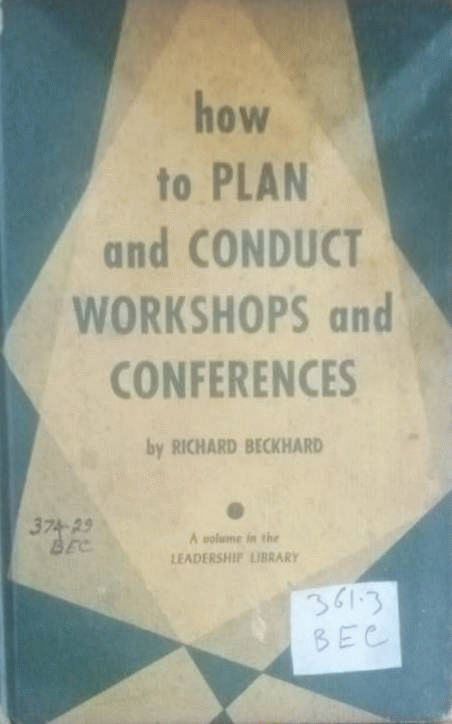 how
to PLAN
and CONDUCT
WORKSHOPS and
CONFERENCES
by RICHARD BECKHARD
A volume in the
LEADERSHIP LIBRARY
374.29
BEC
361.3
BEC